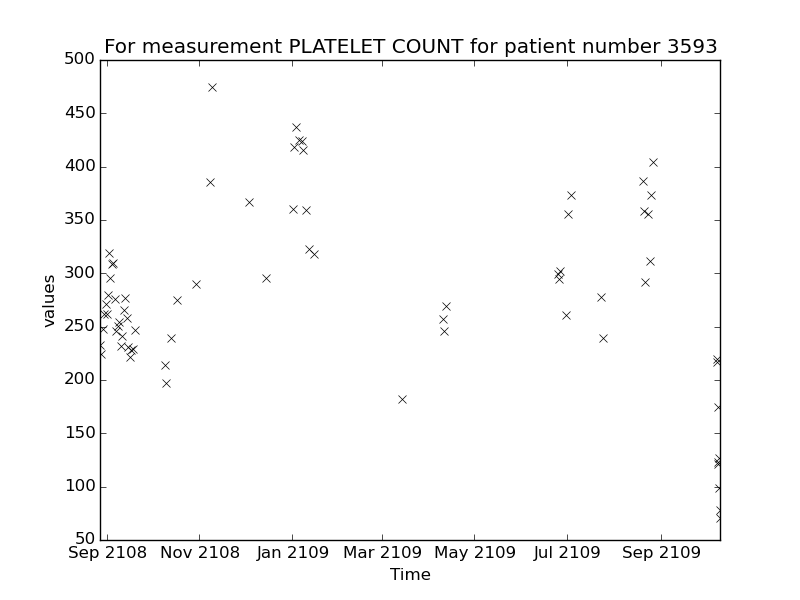 For measurement PLATELET COUNT for patient number 3593
500
450
400
350
300
250
200
150
100
50
values
Sep 2108 Nov 2108 Jan 2109 Mar 2109 May 2109 Jul 2109 Sep 2109
Time